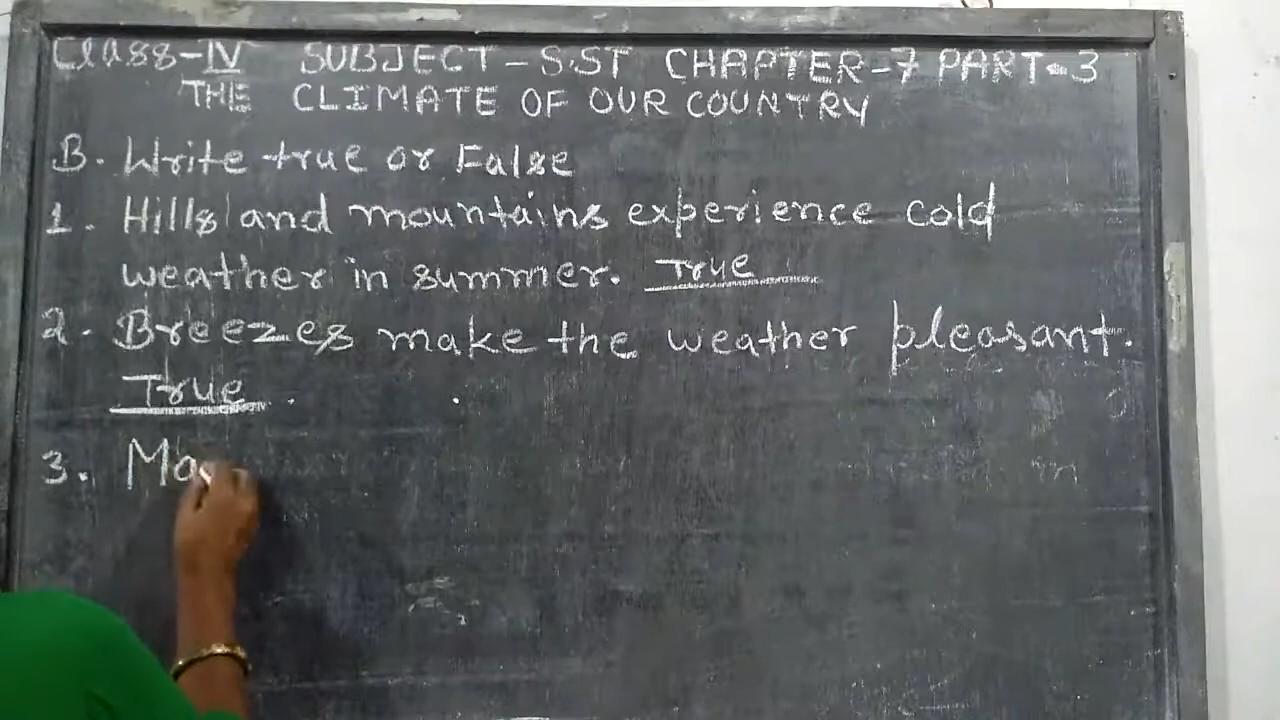 Class-IV SUBJECT - S.ST CHAPTER-7 PART-3
THE CLIMATE OF OUR COUNTRY
B. Write true or False
1. Hills and mountains experience cold
weather in summer. True
2. Breezes make the weather pleasant.
True.
3. Ma